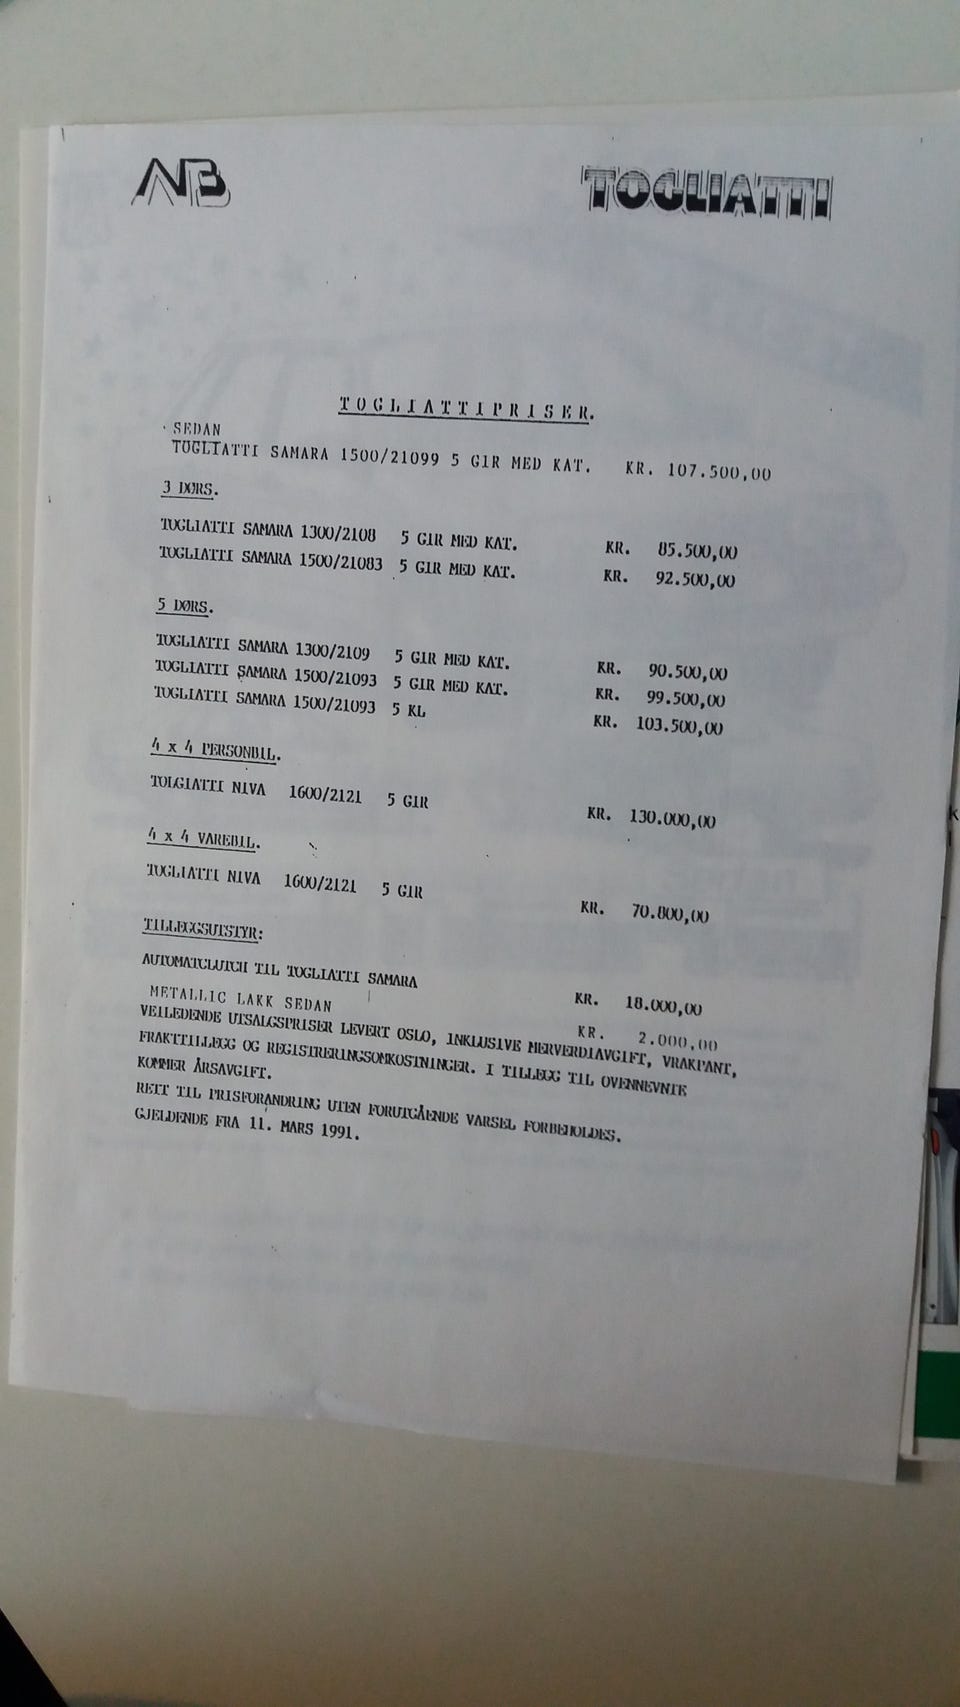 NB TOGLIATTI
TOGLIATTIPRISER.
SEDAN
TOGLIATTI SAMARA 1500/21099 5 GIR MED KAT. KR. 107.500,00
3 DØRS.
TOGLIATTI SAMARA 1300/2108 5 GIR MED KAT. KR. 85.500,00
TOGLIATTI SAMARA 1500/21083 5 GIR MED KAT. KR. 92.500,00
5 DØRS.
TOGLIATTI SAMARA 1300/2109 5 GIR MED KAT. KR. 90.500,00
TOGLIATTI SAMARA 1500/21093 5 GIR MED KAT. KR. 99.500,00
TOGLIATTI SAMARA 1500/21093 5 KL KR. 103.500,00
4 x 4 PERSONBIL.
TOLGIATTI NIVA 1600/2121 5 GIR KR. 130.000,00
4 x 4 VAREBIL.
TOGLIATTI NIVA 1600/2121 5 GIR KR. 70.800,00
TILLEGGSUTSTYR:
AUTOMATCLUTCH TIL TOGLIATTI SAMARA KR. 18.000,00
METALLIC LAKK SEDAN KR. 2.000,00
VEILEDENDE UTSALGSPRISER LEVERT OSLO, INKLUSIVE MERVERDIAVGIFT, VRAKPANT,
FRAKTTILLEGG OG REGISTRERINGSOMKOSTNINGER. I TILLEGG TIL OVENNEVNTE
KOMMER ÅRSAVGIFT.
RETT TIL PRISFORANDRING UTEN FORUTGÅENDE VARSEL FORBEHOLDES.
GJELDENDE FRA 11. MARS 1991.